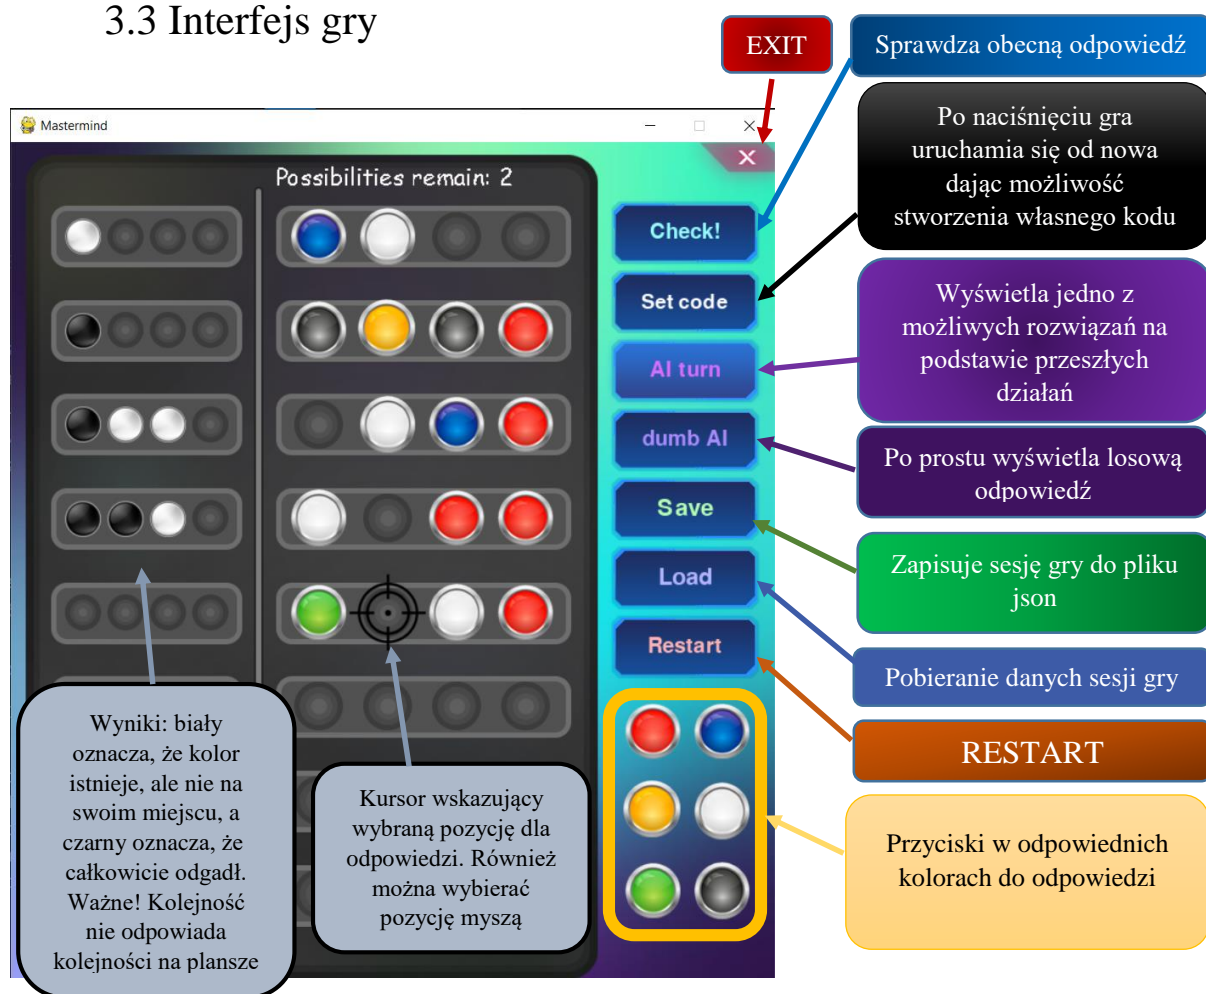 3.3 Interfejs gry
EXIT
Sprawdza obecną odpowiedź
Po naciśnięciu gra
uruchamia się od nowa
dając możliwość
stworzenia własnego kodu
Mastermind
Possibilities remain: 2
Check!
Set code
AI turn
dumb AI
Save
Load
Restart
Wyświetla jedno z
możliwych rozwiązań na
podstawie przeszłych
działań
Po prostu wyświetla losową
odpowiedź
Zapisuje sesję gry do pliku
json
Pobieranie danych sesji gry
RESTART
Przyciski w odpowiednich
kolorach do odpowiedzi
Wyniki: biały
oznacza, że kolor
istnieje, ale nie na
swoim miejscu, a
czarny oznacza, że
całkowicie odgadł.
Ważne! Kolejność
nie odpowiada
kolejności na plansze
Kursor wskazujący
wybraną pozycję dla
odpowiedzi. Również
można wybierać
pozycję myszą